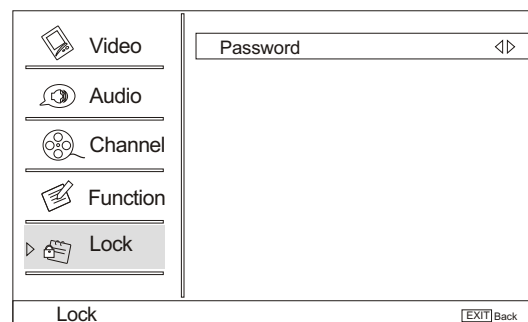 Video
Audio
Channel
Function
Lock
Password
Lock
EXIT Back